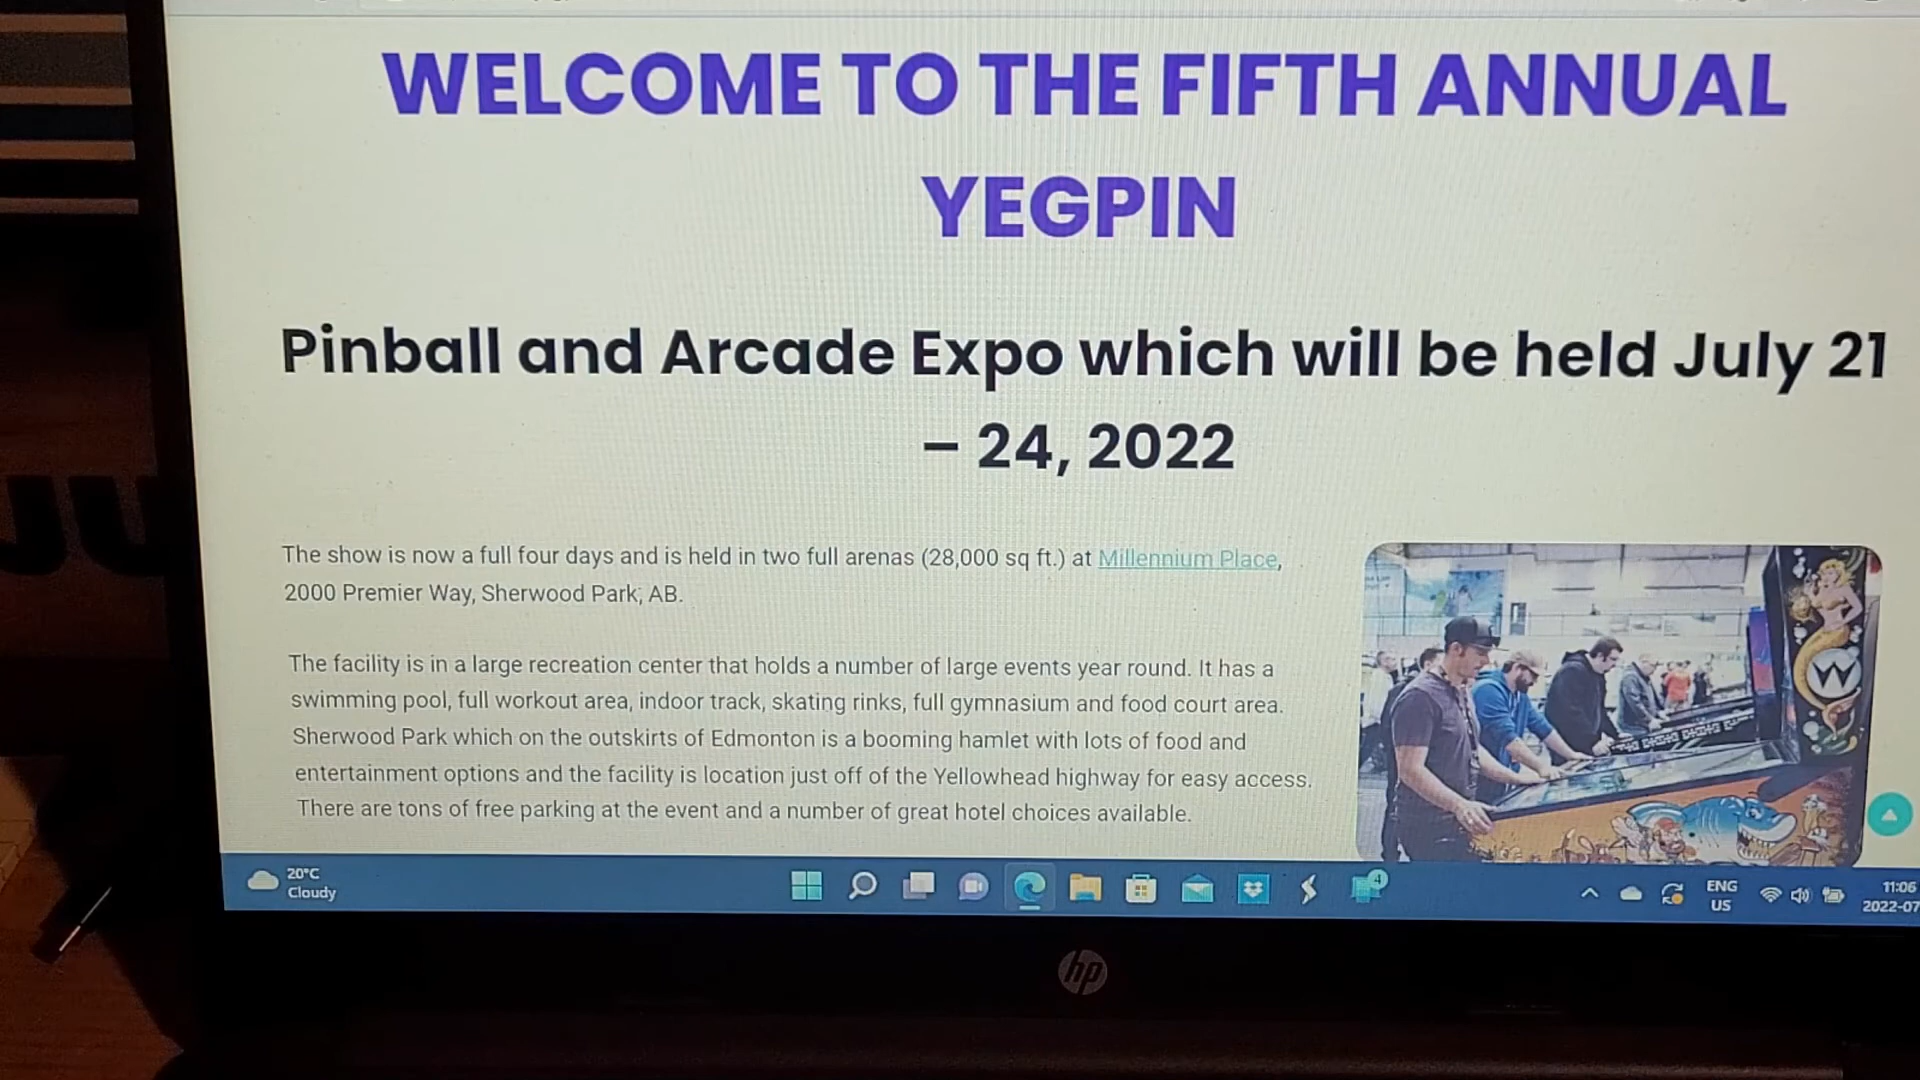 WELCOME TO THE FIFTH ANNUAL
YEGPIN
Pinball and Arcade Expo which will be held July 21
– 24, 2022
The show is now a full four days and is held in two full arenas (28,000 sq ft.) at Millennium Place,
2000 Premier Way, Sherwood Park, AB.
The facility is in a large recreation center that holds a number of large events year round. It has a
swimming pool, full workout area, indoor track, skating rinks, full gymnasium and food court area.
Sherwood Park which on the outskirts of Edmonton is a booming hamlet with lots of food and
entertainment options and the facility is location just off of the Yellowhead highway for easy access.
There are tons of free parking at the event and a number of great hotel choices available.
W
20°C
Cloudy
4
ENG
US
11:06
2022-07
hp
JU